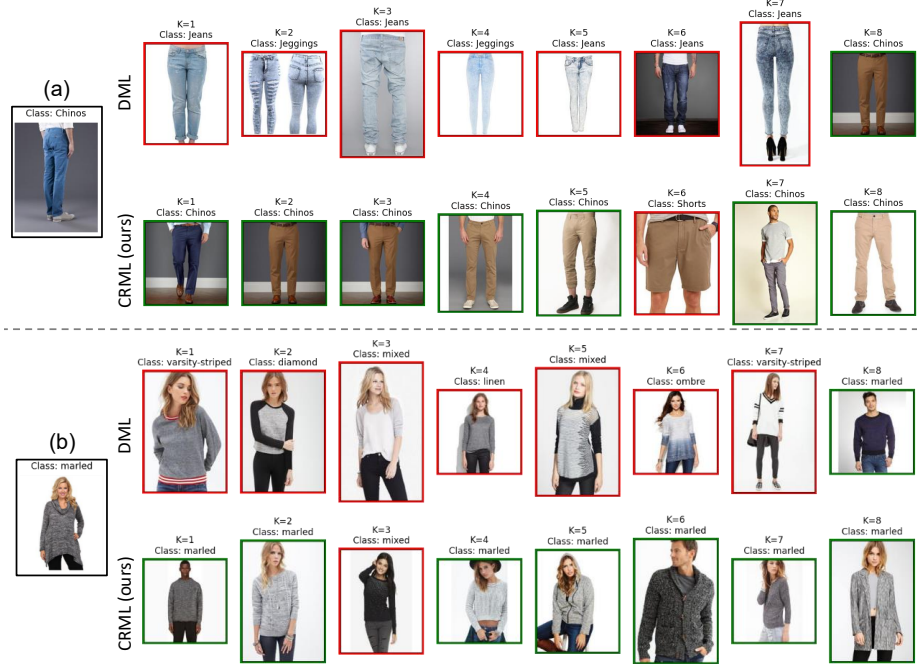 (a)
Class: Chinos
DML
K=1
Class: Jeans
K=2
Class: Jeggings
K=3
Class: Jeans
K=4
Class: Jeggings
K=5
Class: Jeans
K=6
Class: Jeans
K=7
Class: Jeans
K=8
Class: Chinos
CRML (ours)
K=1
Class: Chinos
K=2
Class: Chinos
K=3
Class: Chinos
K=4
Class: Chinos
K=5
Class: Chinos
K=6
Class: Shorts
K=7
Class: Chinos
K=8
Class: Chinos
(b)
Class: marled
DML
K=1
Class: varsity-striped
K=2
Class: diamond
K=3
Class: mixed
K=4
Class: linen
K=5
Class: mixed
K=6
Class: ombre
K=7
Class: varsity-striped
K=8
Class: marled
CRML (ours)
K=1
Class: marled
K=2
Class: marled
K=3
Class: mixed
K=4
Class: marled
K=5
Class: marled
K=6
Class: marled
K=7
Class: marled
K=8
Class: marled